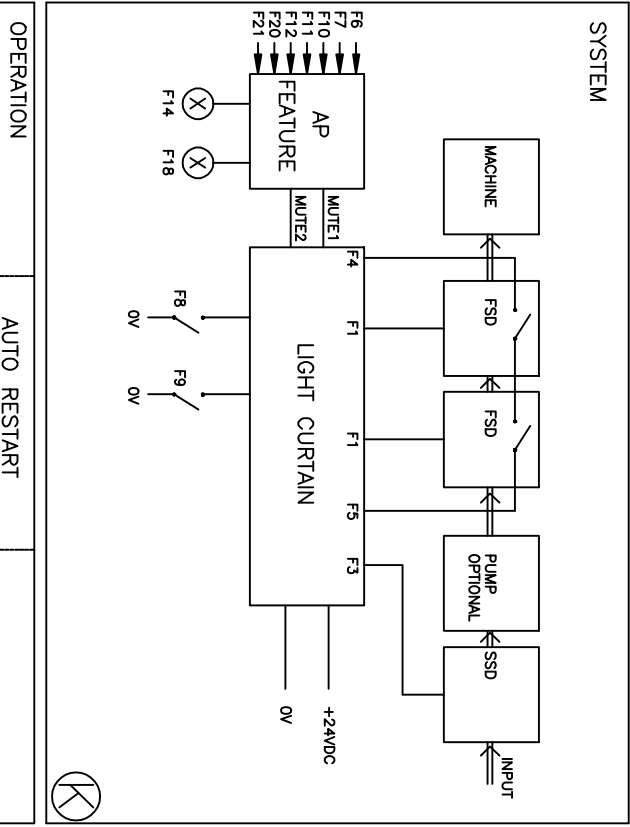 SYSTEM
MACHINE
FSD
FSD
PUMP
OPTIONAL
SSD
INPUT
F6
F7
F10
F11
F12
F20
F21
AP
FEATURE
MUTE1
MUTE2
F14
F18
F4
F1
F1
F5
F3
LIGHT CURTAIN
F8
0V
F9
0V
+24VDC
0V
K
OPERATION
AUTO RESTART